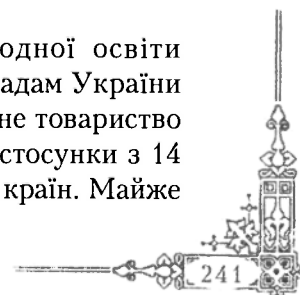 одної освіти
адам України
не товариство
стосунки з 14
країн. Майже
241